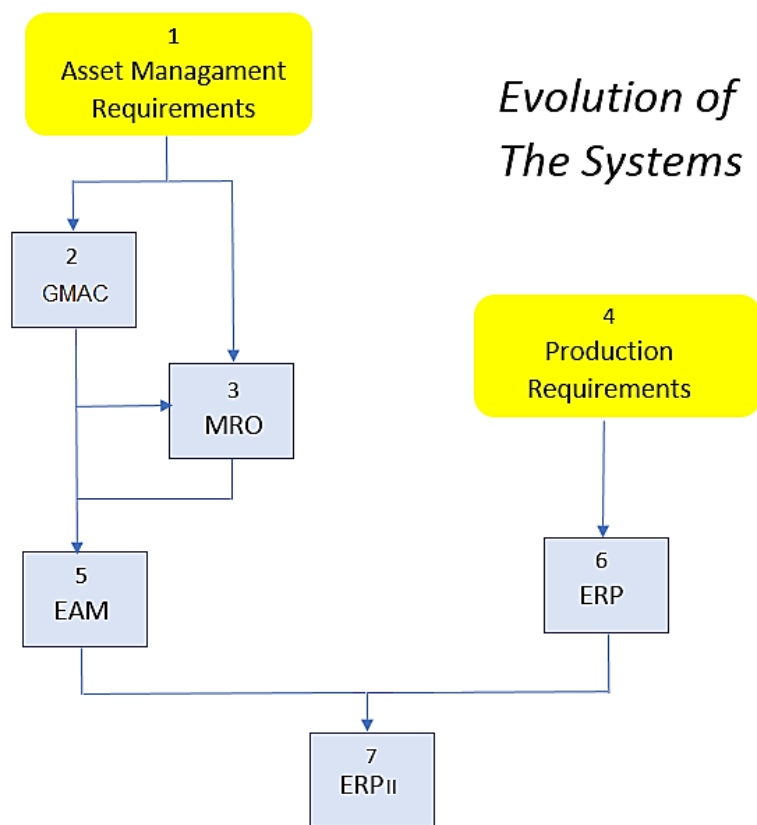 1
Asset Managament
Requirements
Evolution of
The Systems
2
GMAC
4
Production
Requirements
3
MRO
5
EAM
6
ERP
7
ERPII